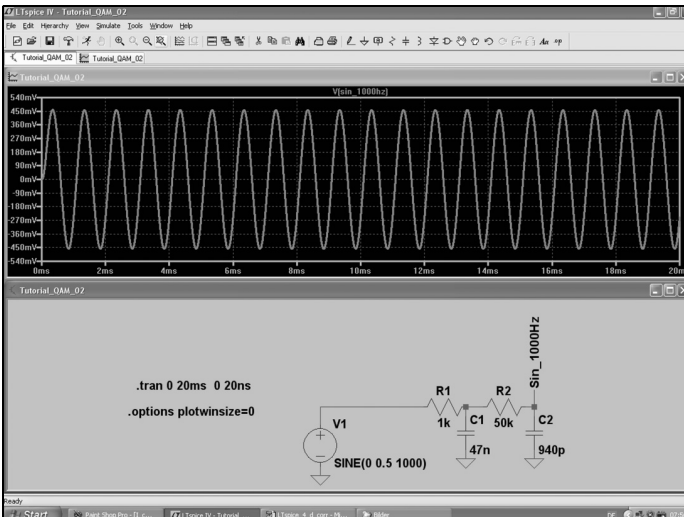 LTspice IV - Tutorial_QAM_02
File Edit Hierarchy View Simulate Tools Window Help
Tutorial_QAM_02 Tutorial_QAM_02
Tutorial_QAM_02
V(sin_1000hz)
540mV
450mV
360mV
270mV
180mV
90mV
0mV
-90mV
-180mV
-270mV
-360mV
-450mV
-540mV
0ms 2ms 4ms 6ms 8ms 10ms 12ms 14ms 16ms 18ms
Tutorial_QAM_02
Sin_1000Hz
.tran 0 20ms 0 20ns
.options plotwinsize=0
R1 R2
1k C1 50k C2
V1
47n 940p
SINE(0 0.5 1000)
Ready
Start Paint Shop Pro LTspice IV - Tutorial Bilder DE